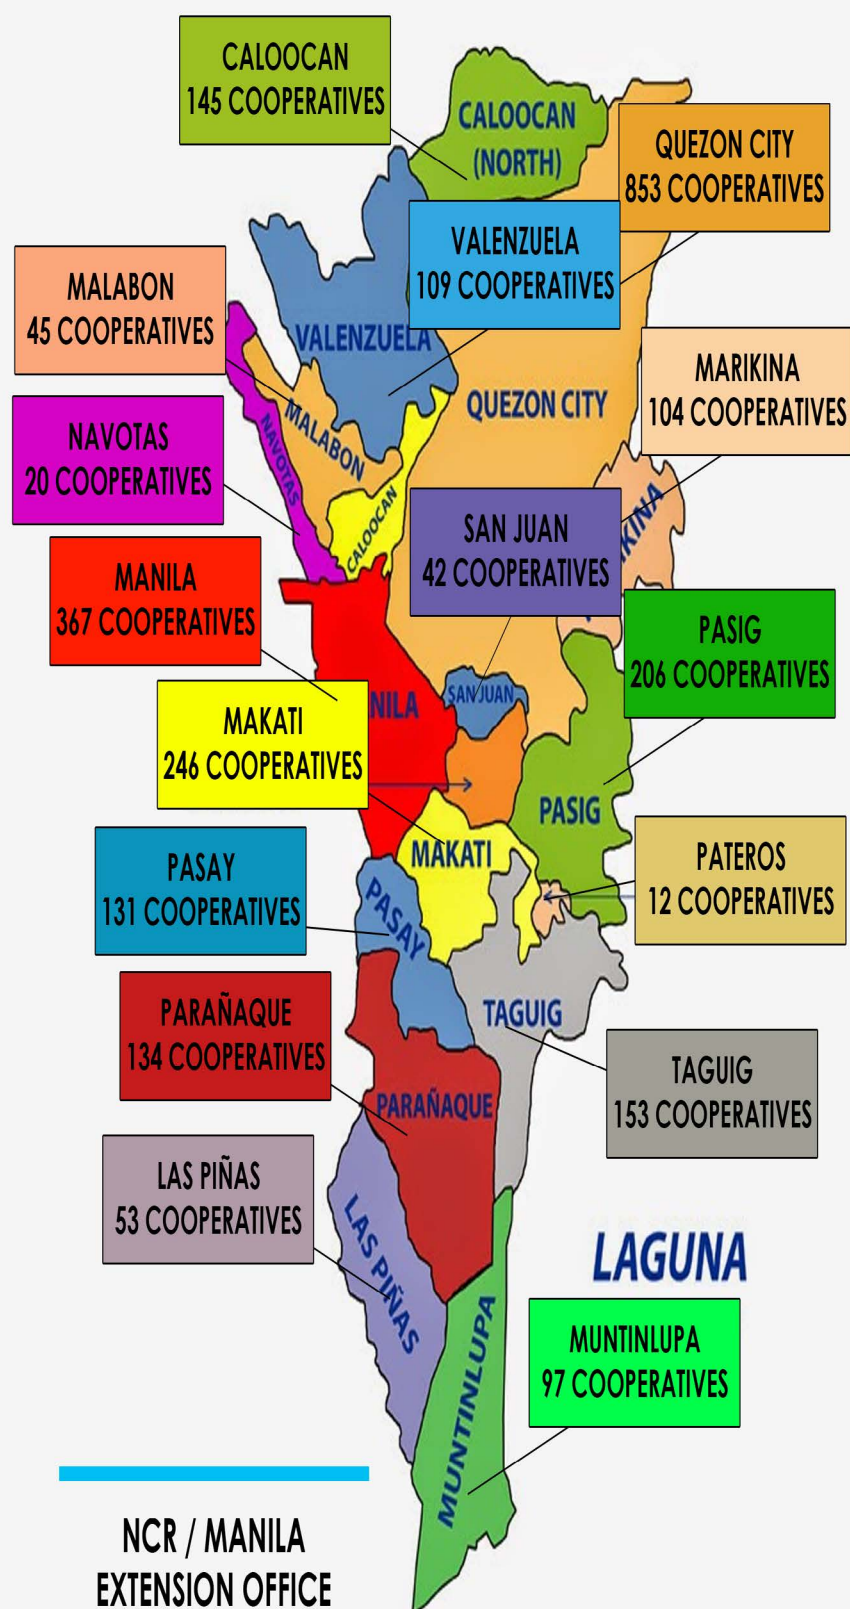 CALOOCAN
145 COOPERATIVES
CALOOCAN
(NORTH)
QUEZON CITY
853 COOPERATIVES
VALENZUELA
109 COOPERATIVES
MALABON
45 COOPERATIVES
VALENZUELA
MARIKINA
104 COOPERATIVES
QUEZON CITY
NAVOTAS
20 COOPERATIVES
MALABON
NAVOTAS
CALOOCAN
SAN JUAN
42 COOPERATIVES
KINA
MANILA
367 COOPERATIVES
PASIG
206 COOPERATIVES
SAN JUAN
NILA
MAKATI
246 COOPERATIVES
PASIG
MAKATI
PASAY
131 COOPERATIVES
PATEROS
12 COOPERATIVES
PASAY
TAGUIG
PARAÑAQUE
134 COOPERATIVES
TAGUIG
153 COOPERATIVES
PARAÑAQUE
LAS PIÑAS
53 COOPERATIVES
LAS PIÑAS
LAGUNA
MUNTINLUPA
97 COOPERATIVES
MUNTINLUPA
NCR / MANILA
EXTENSION OFFICE